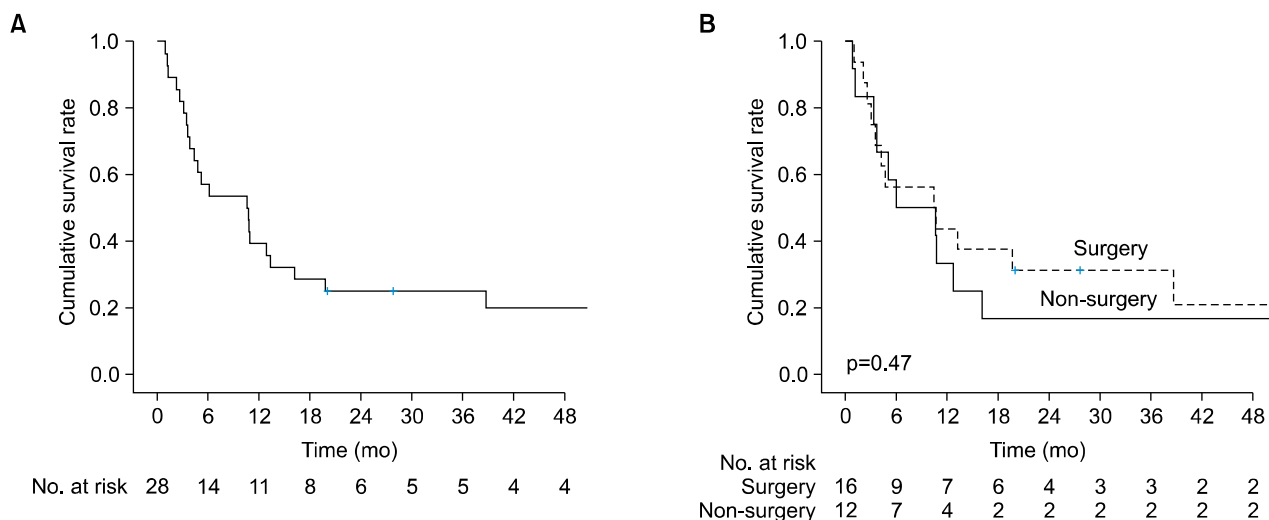 A
1.0
0.8
0.6
0.4
0.2
0.0
Cumulative survival rate
0 6 12 18 24 30 36 42 48
Time (mo)
No. at risk 28 14 11 8 6 5 5 4 4
B
1.0
0.8
0.6
0.4
0.2
0.0
Cumulative survival rate
Surgery
Non-surgery
p=0.47
0 6 12 18 24 30 36 42 48
Time (mo)
No. at risk
Surgery 16 9 7 6 4 3 3 2 2
Non-surgery 12 7 4 2 2 2 2 2 2